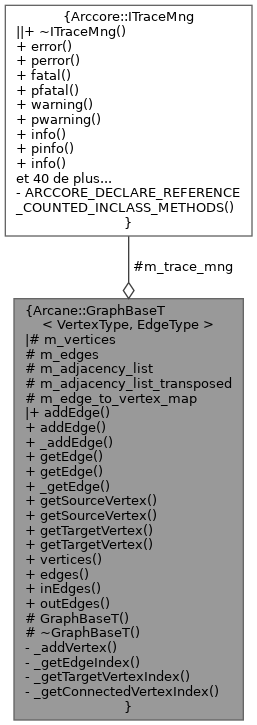 {Arccore::ITraceMng
||+ ~ITraceMng()
+ error()
+ perror()
+ fatal()
+ pfatal()
+ warning()
+ pwarning()
+ info()
+ pinfo()
+ info()
et 40 de plus...
- ARCCORE_DECLARE_REFERENCE
_COUNTED_INCLASS_METHODS()
}
#m_trace_mng
{Arcane::GraphBaseT
< VertexType, EdgeType >
|# m_vertices
# m_edges
# m_adjacency_list
# m_adjacency_list_transposed
# m_edge_to_vertex_map
|+ addEdge()
+ addEdge()
+ _addEdge()
+ getEdge()
+ getEdge()
+ _getEdge()
+ getSourceVertex()
+ getSourceVertex()
+ getTargetVertex()
+ getTargetVertex()
+ vertices()
+ edges()
+ inEdges()
+ outEdges()
# GraphBaseT()
# ~GraphBaseT()
- _addVertex()
- _getEdgeIndex()
- _getTargetVertexIndex()
- _getConnectedVertexIndex()
}